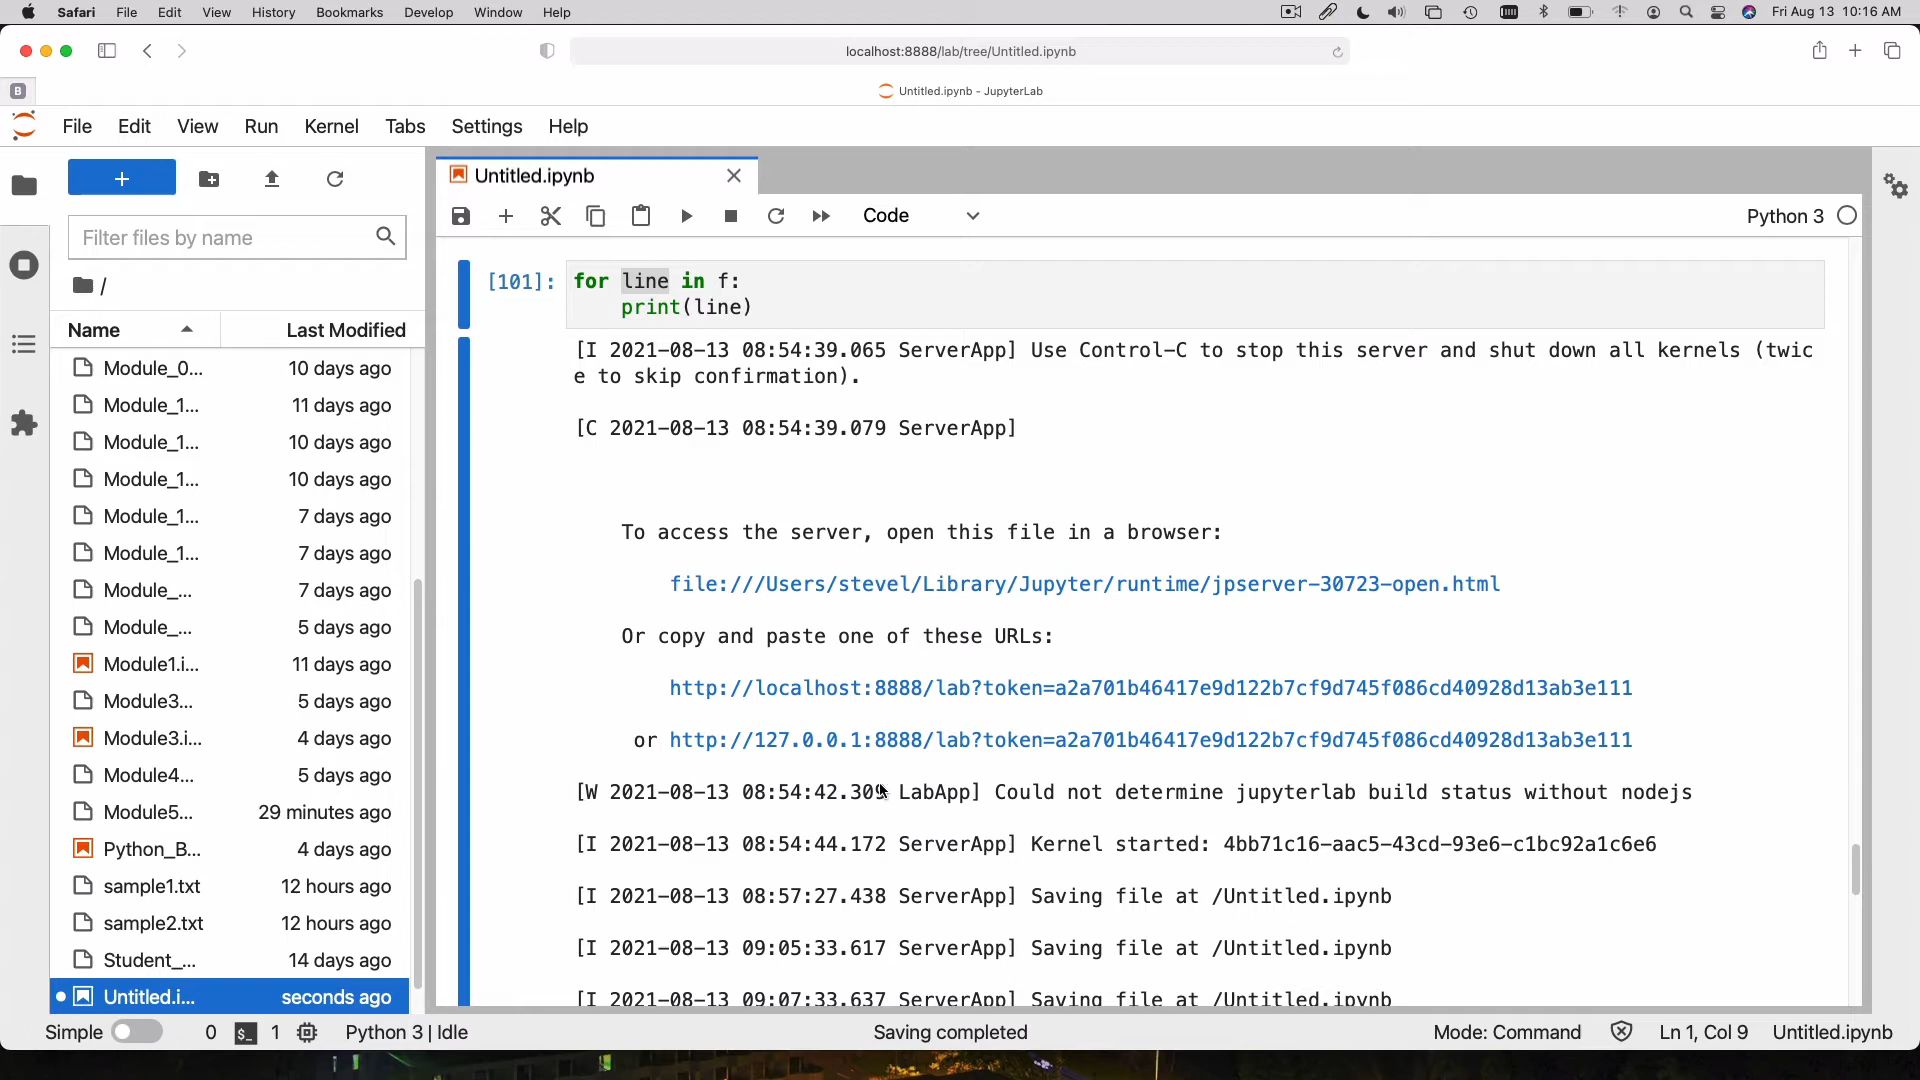 Safari File Edit View History Bookmarks Develop Window Help Fri Aug 13 10:16 AM
localhost:8888/lab/tree/Untitled.ipynb
B
Untitled.ipynb - JupyterLab
File Edit View Run Kernel Tabs Settings Help
+
Filter files by name
/
Name Last Modified
Module_0... 10 days ago
Module_1... 11 days ago
Module_1... 10 days ago
Module_1... 10 days ago
Module_1... 7 days ago
Module_1... 7 days ago
Module_... 7 days ago
Module_... 5 days ago
Module1.i... 11 days ago
Module3... 5 days ago
Module3.i... 4 days ago
Module4... 5 days ago
Module5... 29 minutes ago
Python_B... 4 days ago
sample1.txt 12 hours ago
sample2.txt 12 hours ago
Student_... 14 days ago
Untitled.i... seconds ago
Untitled.ipynb
Code Python 3
[101]: for line in f:
print(line)
[I 2021-08-13 08:54:39.065 ServerApp] Use Control-C to stop this server and shut down all kernels (twic
e to skip confirmation).
[C 2021-08-13 08:54:39.079 ServerApp]
To access the server, open this file in a browser:
file:///Users/stevel/Library/Jupyter/runtime/jpserver-30723-open.html
Or copy and paste one of these URLs:
http://localhost:8888/lab?token=a2a701b46417e9d122b7cf9d745f086cd40928d13ab3e111
or http://127.0.0.1:8888/lab?token=a2a701b46417e9d122b7cf9d745f086cd40928d13ab3e111
[W 2021-08-13 08:54:42.309 LabApp] Could not determine jupyterlab build status without nodejs
[I 2021-08-13 08:54:44.172 ServerApp] Kernel started: 4bb71c16-aac5-43cd-93e6-c1bc92a1c6e6
[I 2021-08-13 08:57:27.438 ServerApp] Saving file at /Untitled.ipynb
[I 2021-08-13 09:05:33.617 ServerApp] Saving file at /Untitled.ipynb
[I 2021-08-13 09:07:33.637 ServerApp] Saving file at /Untitled.ipynb
Simple 0 $_ 1 Python 3 | Idle Saving completed Mode: Command Ln 1, Col 9 Untitled.ipynb